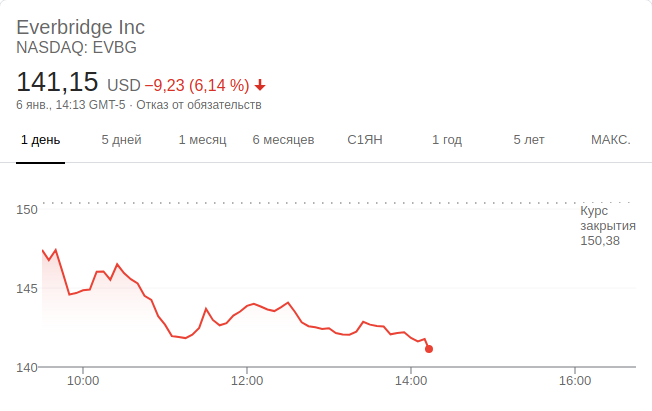 Everbridge Inc
NASDAQ: EVBG
141,15 USD −9,23 (6,14 %)
6 янв., 14:13 GMT-5 · Отказ от обязательств
1 день 5 дней 1 месяц 6 месяцев С1ЯН 1 год 5 лет МАКС.
150
Курс
закрытия
150,38
145
140
10:00 12:00 14:00 16:00